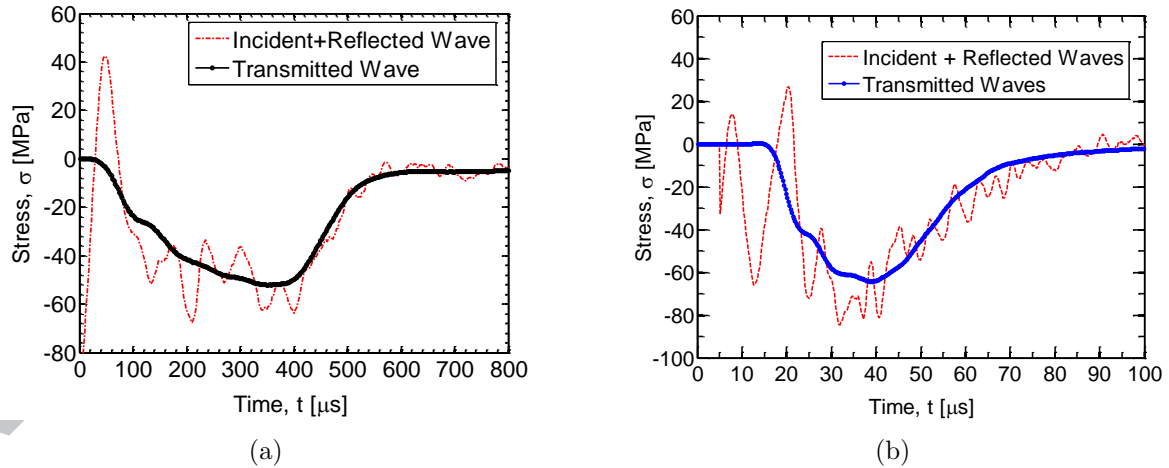 60
40
20
0
-20
-40
-60
-80
Stress, σ [MPa]
Incident+Reflected Wave
Transmitted Wave
0 100 200 300 400 500 600 700 800
Time, t [μs]
(a)
60
40
20
0
-20
-40
-60
-80
-100
Stress, σ [MPa]
Incident + Reflected Waves
Transmitted Waves
0 10 20 30 40 50 60 70 80 90 100
Time, t [μs]
(b)